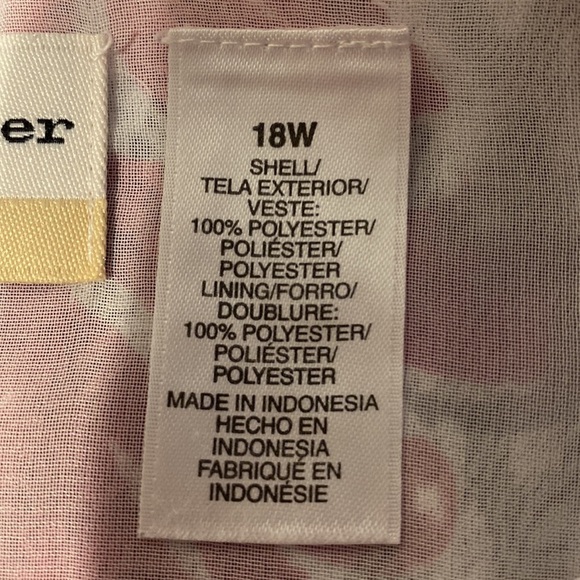 er
18W
SHELL/
TELA EXTERIOR/
VESTE:
100% POLYESTER/
POLIÉSTER/
POLYESTER
LINING/FORRO/
DOUBLURE:
100% POLYESTER/
POLIÉSTER/
POLYESTER
MADE IN INDONESIA
HECHO EN
INDONESIA
FABRIQUÉ EN
INDONÉSIE